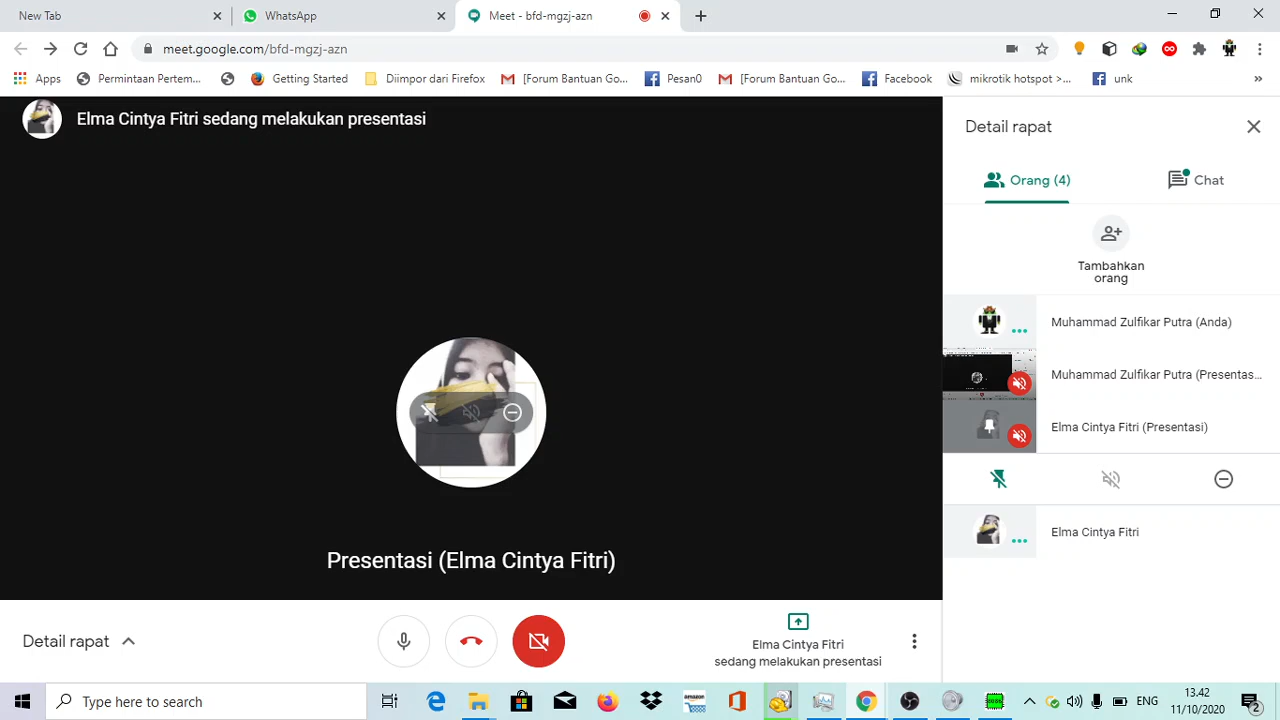 New Tab
WhatsApp
Meet - bfd-mgzj-azn
meet.google.com/bfd-mgzj-azn
Apps
Permintaan Pertem...
Getting Started
Diimpor dari Firefox
[Forum Bantuan Go...
Pesan0
[Forum Bantuan Go...
Facebook
mikrotik hotspot >...
unk
»
Elma Cintya Fitri sedang melakukan presentasi
Presentasi (Elma Cintya Fitri)
Detail rapat
Orang (4)
Chat
Tambahkan
orang
Muhammad Zulfikar Putra (Anda)
Muhammad Zulfikar Putra (Presentas...
Elma Cintya Fitri (Presentasi)
Elma Cintya Fitri
Detail rapat
Elma Cintya Fitri
sedang melakukan presentasi
Type here to search
ENG
13.42
11/10/2020
2